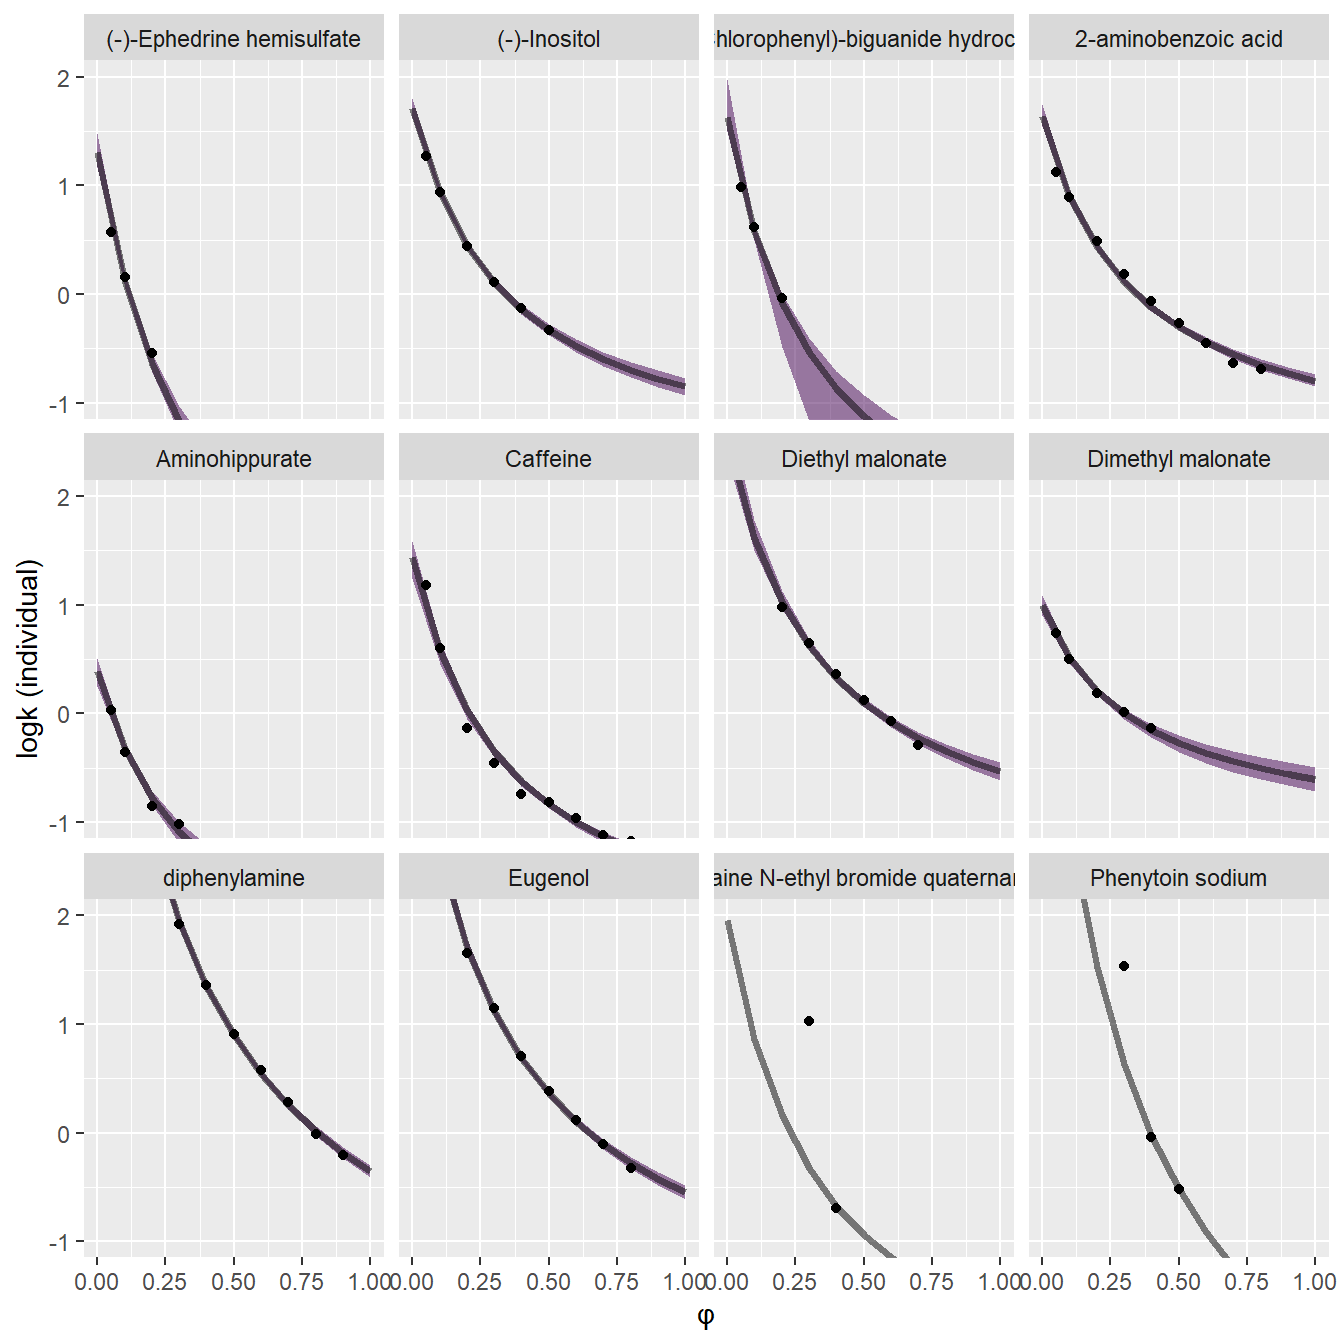 (-)-Ephedrine hemisulfate
(-)-Inositol
hlorophenyl)-biguanide hydroc
2-aminobenzoic acid
2
1
0
-1
Aminohippurate
Caffeine
Diethyl malonate
Dimethyl malonate
2
1
0
-1
logk (individual)
diphenylamine
Eugenol
aine N-ethyl bromide quaternar
Phenytoin sodium
2
1
0
-1
0.00 0.25 0.50 0.75 1.00
0.00 0.25 0.50 0.75 1.00
0.00 0.25 0.50 0.75 1.00
0.00 0.25 0.50 0.75 1.00
φ